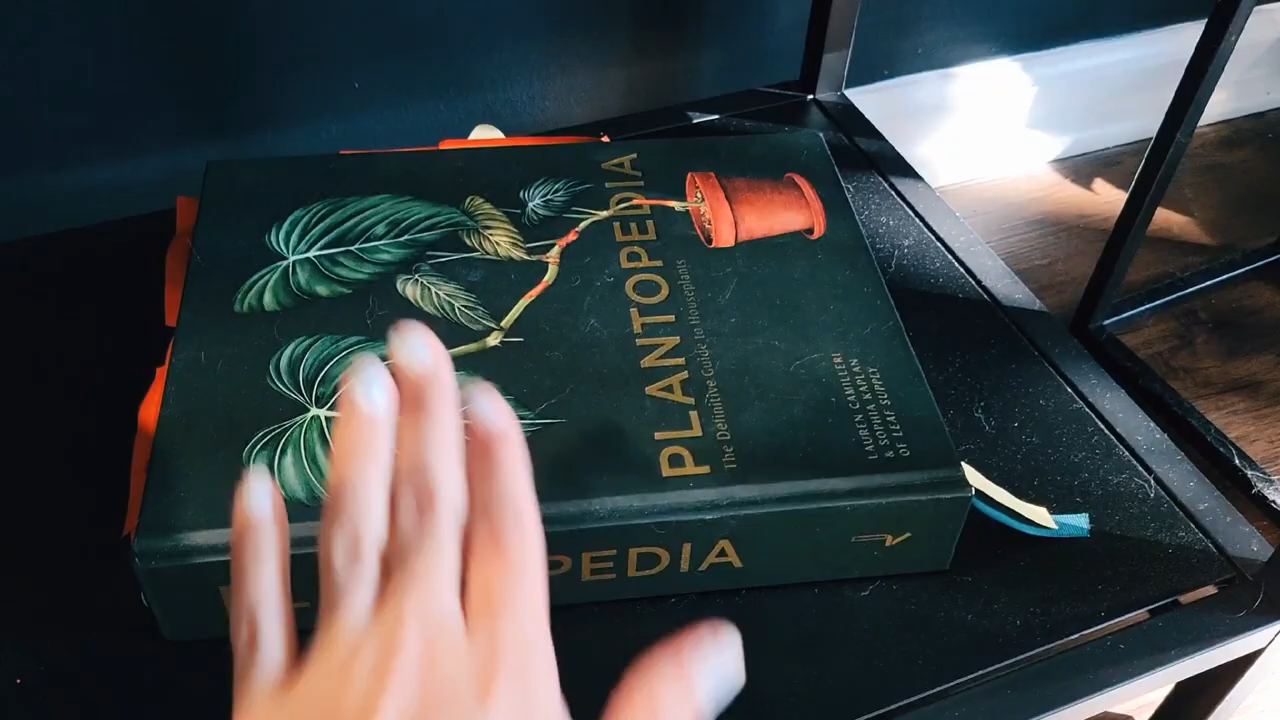 PLANTOPEDIA
The Definitive Guide to Houseplants
LAUREN CAMILLERI
& SOPHIA KAPLAN
OF LEAF SUPPLY
PEDIA